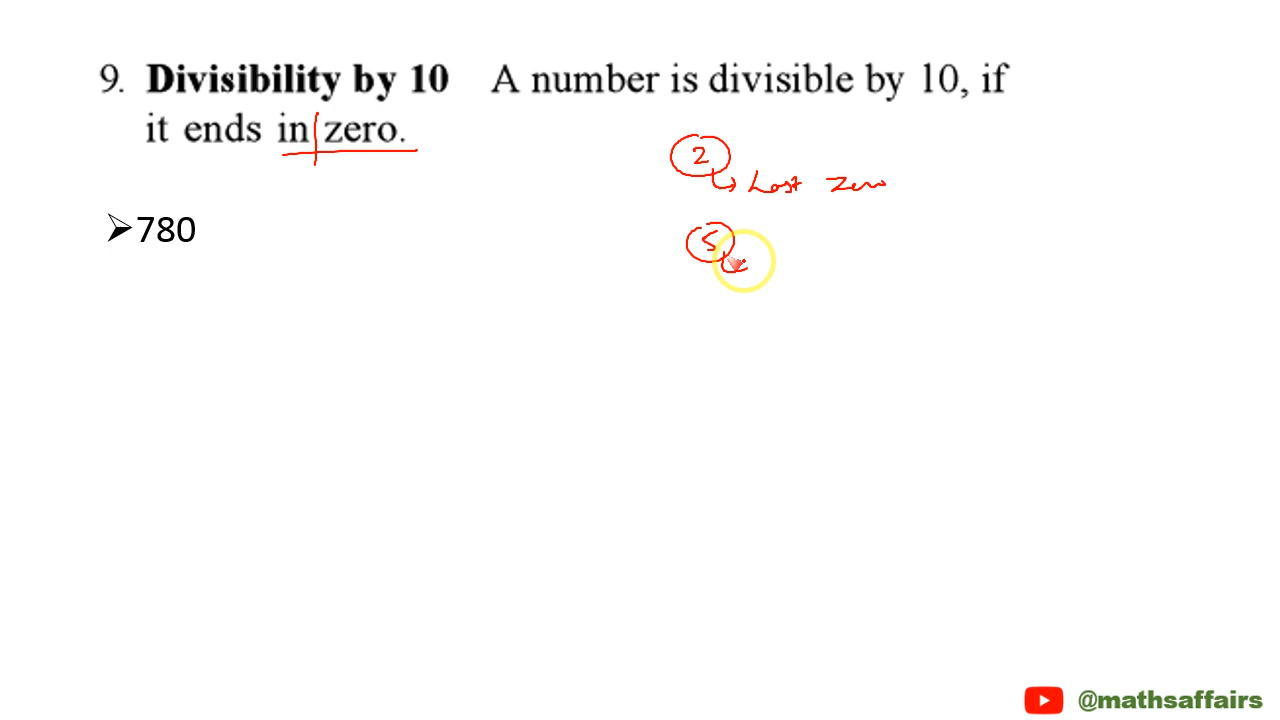 9. Divisibility by 10 A number is divisible by 10, if
it ends in zero.
2
Last Zero
5
➢780
@mathsaffairs